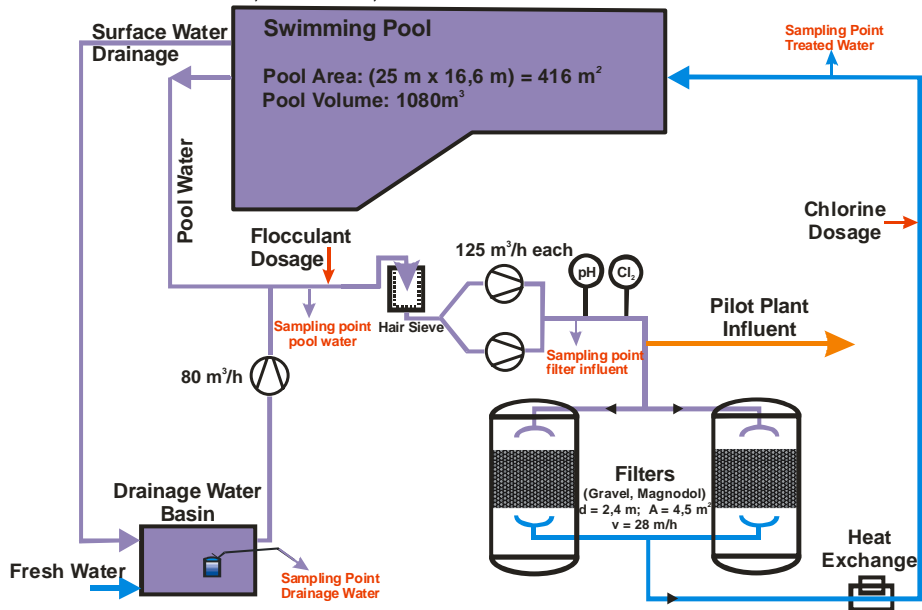 Surface Water
Drainage
Swimming Pool
Pool Area: (25 m x 16,6 m) = 416 m²
Pool Volume: 1080m³
Sampling Point
Treated Water
Pool Water
Chlorine
Dosage
Flocculant
Dosage
125 m³/h each
pH
Cl₂
Hair Sieve
Sampling point
pool water
Sampling point
filter influent
Pilot Plant
Influent
80 m³/h
Filters
(Gravel, Magnodol)
d = 2,4 m; A = 4,5 m²
v = 28 m/h
Drainage Water
Basin
Fresh Water
Sampling Point
Drainage Water
Heat
Exchange